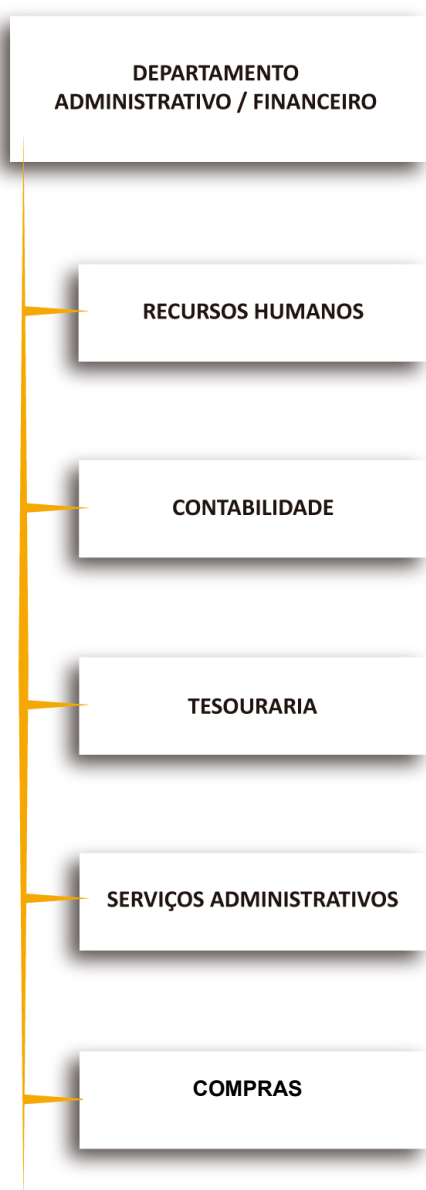 DEPARTAMENTO
ADMINISTRATIVO / FINANCEIRO
RECURSOS HUMANOS
CONTABILIDADE
TESOURARIA
SERVIÇOS ADMINISTRATIVOS
COMPRAS